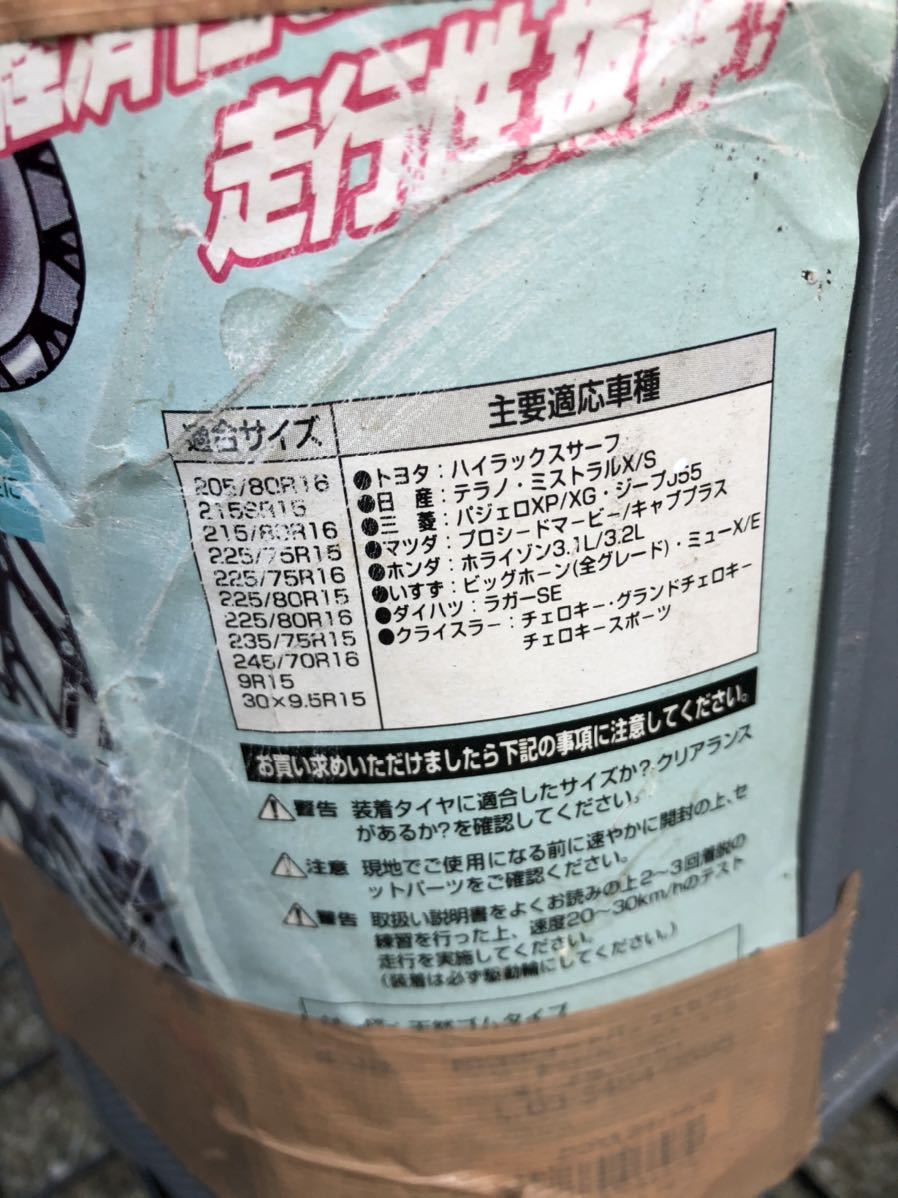 走行性抜群!!
適合サイズ
205/80R16
215SR15
215/80R16
225/75R15
225/75R16
225/80R15
225/80R16
235/75R15
245/70R16
9R15
30×9.5R15
主要適応車種
●トヨタ：ハイラックスサーフ
●日 産：テラノ・ミストラルX/S
●三 菱：パジェロXP/XG・ジープJ55
●マツダ：プロシードマービー/キャブプラス
●ホンダ：ホライゾン3.1L/3.2L
●いすず：ビッグホーン(全グレード)・ミューX/E
●ダイハツ：ラガーSE
●クライスラー：チェロキー・グランドチェロキー
チェロキースポーツ
お買い求めいただけましたら下記の事項に注意してください。
警告 装着タイヤに適合したサイズか？クリアランス
があるか？を確認してください。
注意 現地でご使用になる前に速やかに開封の上、セ
ットパーツをご確認ください。
警告 取扱い説明書をよくお読みの上2〜3回着脱の
練習を行った上、速度20〜30km/hのテスト
走行を実施してください。
(装着は必ず駆動輪にしてください。)